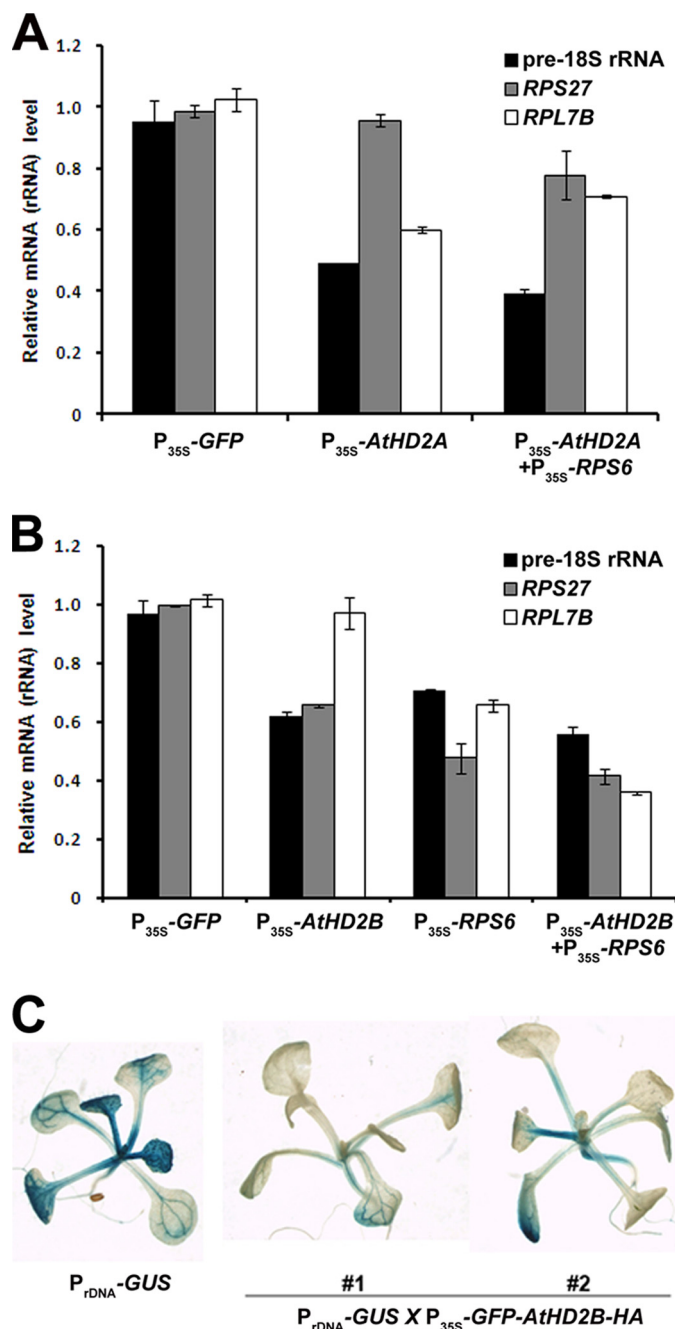 A
Relative mRNA (rRNA) level
1.2
1.0
0.8
0.6
0.4
0.2
0
pre-18S rRNA
RPS27
RPL7B
P35S-GFP
P35S-AtHD2A
P35S-AtHD2A
+P35S-RPS6
B
Relative mRNA (rRNA) level
1.2
1.0
0.8
0.6
0.4
0.2
0
pre-18S rRNA
RPS27
RPL7B
P35S-GFP
P35S-AtHD2B
P35S-RPS6
P35S-AtHD2B
+P35S-RPS6
C
PrDNA-GUS
#1
#2
PrDNA-GUS X P35S-GFP-AtHD2B-HA